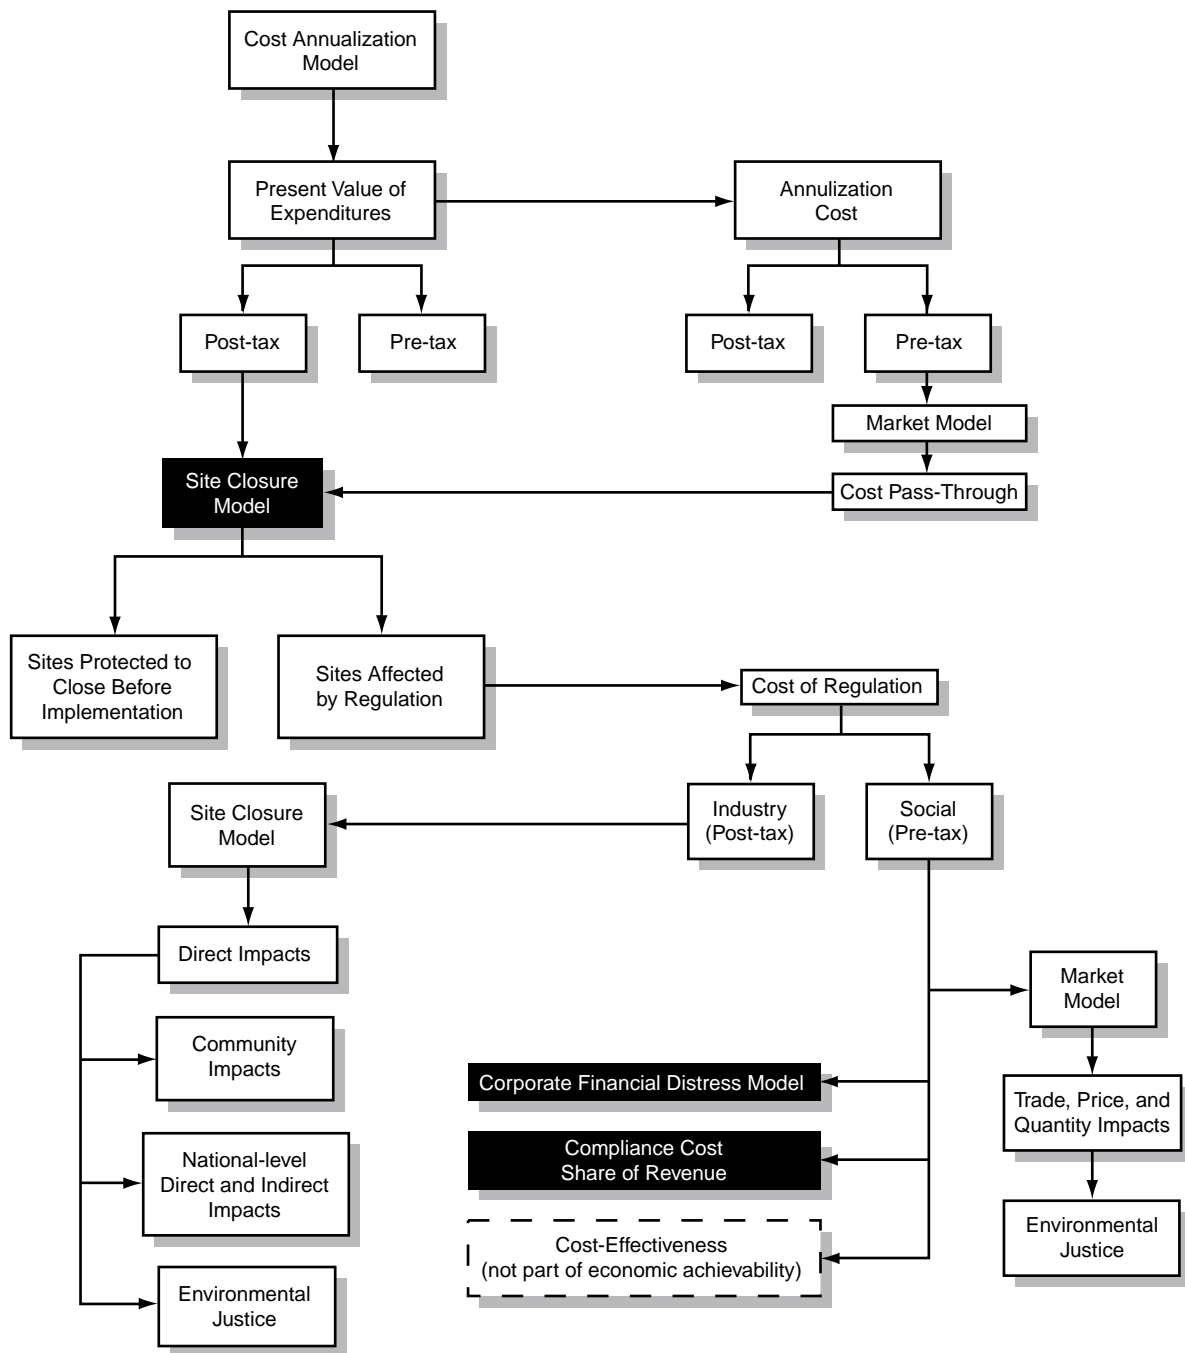 Cost Annualization
Model
Present Value of
Expenditures
Annulization
Cost
Post-tax
Pre-tax
Post-tax
Pre-tax
Market Model
Site Closure
Model
Cost Pass-Through
Sites Protected to
Close Before
Implementation
Sites Affected
by Regulation
Cost of Regulation
Site Closure
Model
Industry
(Post-tax)
Social
(Pre-tax)
Direct Impacts
Market
Model
Community
Impacts
Corporate Financial Distress Model
Trade, Price, and
Quantity Impacts
National-level
Direct and Indirect
Impacts
Compliance Cost
Share of Revenue
Environmental
Justice
Cost-Effectiveness
(not part of economic achievability)
Environmental
Justice